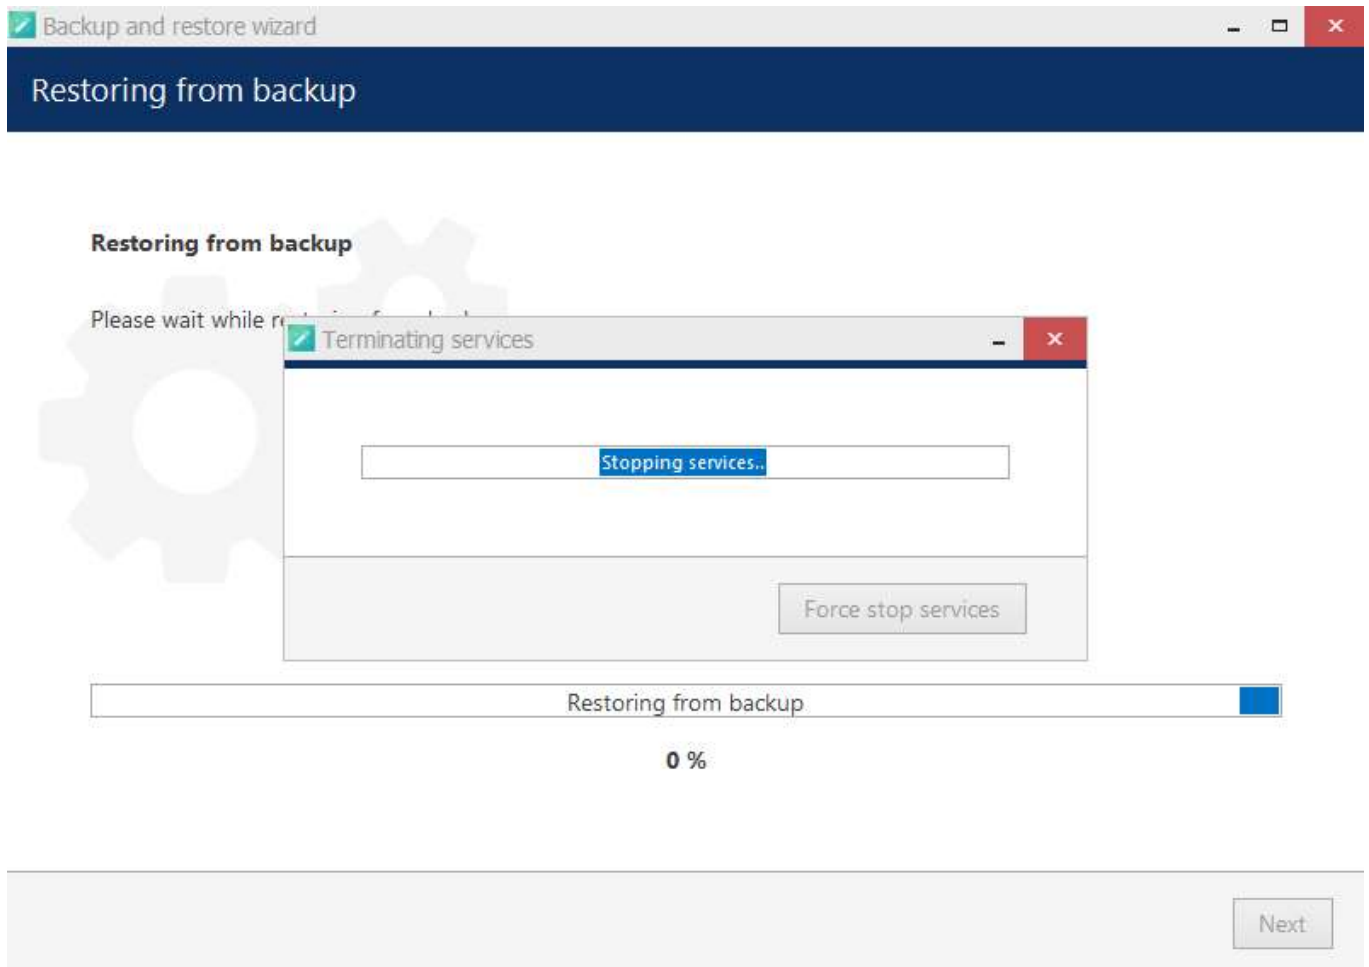 Backup and restore wizard
Restoring from backup
Restoring from backup
Please wait while
Terminating services
Stopping services..
Force stop services
Restoring from backup
0 %
Next